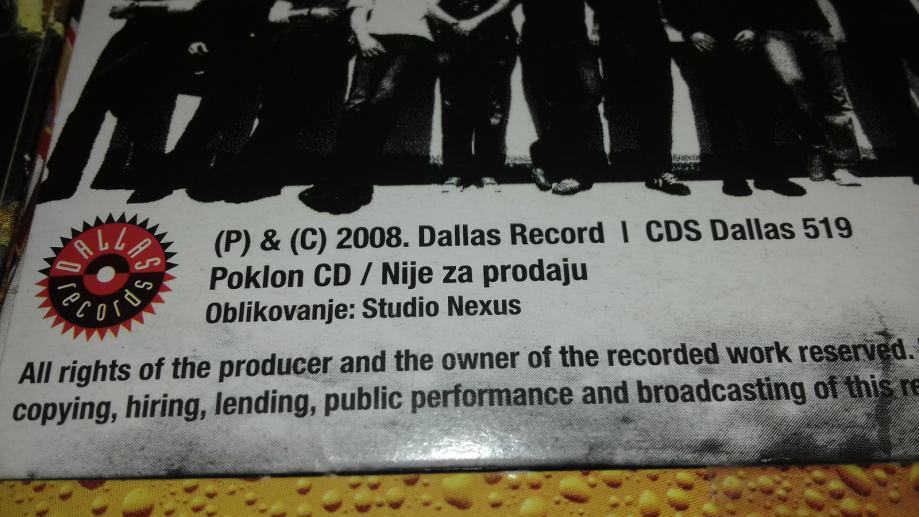 DALLAS
records
(P) & (C) 2008. Dallas Record | CDS Dallas 519
Poklon CD / Nije za prodaju
Oblikovanje: Studio Nexus
All rights of the producer and the owner of the recorded work reserved.
copying, hiring, lending, public performance and broadcasting of this